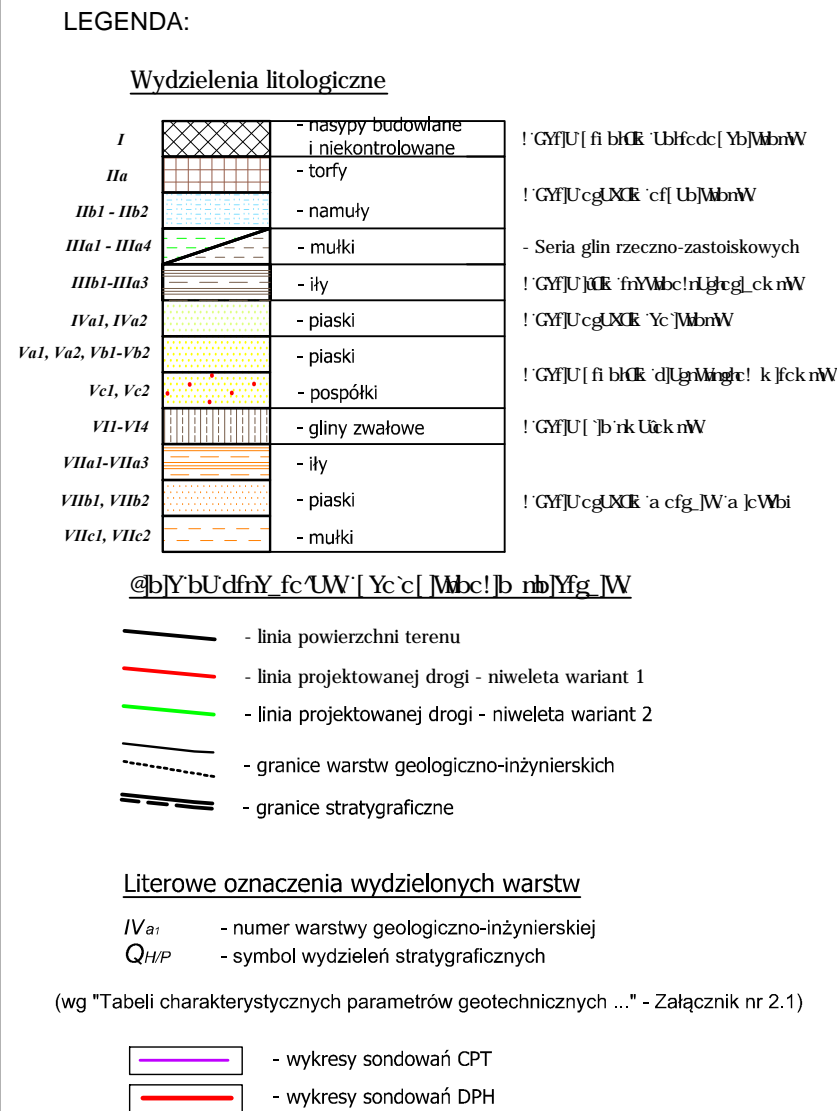 LEGENDA:
Wydzielenia litologiczne
I - nasypy budowlane
i niekontrolowane
IIa - torfy
IIb1 - IIb2 - namuły
IIIa1 - IIIa4 - mułki - Seria glin rzeczno-zastoiskowych
IIIb1-IIIa3 - iły
IVa1, IVa2 - piaski
Va1, Va2, Vb1-Vb2 - piaski
Vc1, Vc2 - pospółki
VI1-VI4 - gliny zwałowe
VIIa1-VIIa3 - iły
VIIb1, VIIb2 - piaski
VIIc1, VIIc2 - mułki
- linia powierzchni terenu
- linia projektowanej drogi - niweleta wariant 1
- linia projektowanej drogi - niweleta wariant 2
- granice warstw geologiczno-inżynierskich
- granice stratygraficzne
Literowe oznaczenia wydzielonych warstw
IVa1 - numer warstwy geologiczno-inżynierskiej
QH/P - symbol wydzieleń stratygraficznych
(wg "Tabeli charakterystycznych parametrów geotechnicznych ..." - Załącznik nr 2.1)
- wykresy sondowań CPT
- wykresy sondowań DPH